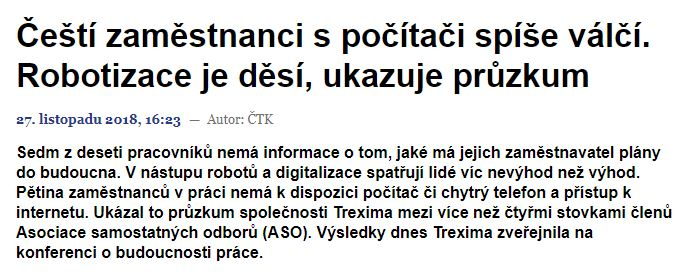 Čeští zaměstnanci s počítači spíše válčí.
Robotizace je děsí, ukazuje průzkum
27. listopadu 2018, 16:23 — Autor: ČTK
Sedm z deseti pracovníků nemá informace o tom, jaké má jejich zaměstnavatel plány
do budoucna. V nástupu robotů a digitalizace spatřují lidé víc nevýhod než výhod.
Pětina zaměstnanců v práci nemá k dispozici počítač či chytrý telefon a přístup k
internetu. Ukázal to průzkum společnosti Trexima mezi více než čtyřmi stovkami členů
Asociace samostatných odborů (ASO). Výsledky dnes Trexima zveřejnila na
konferenci o budoucnosti práce.